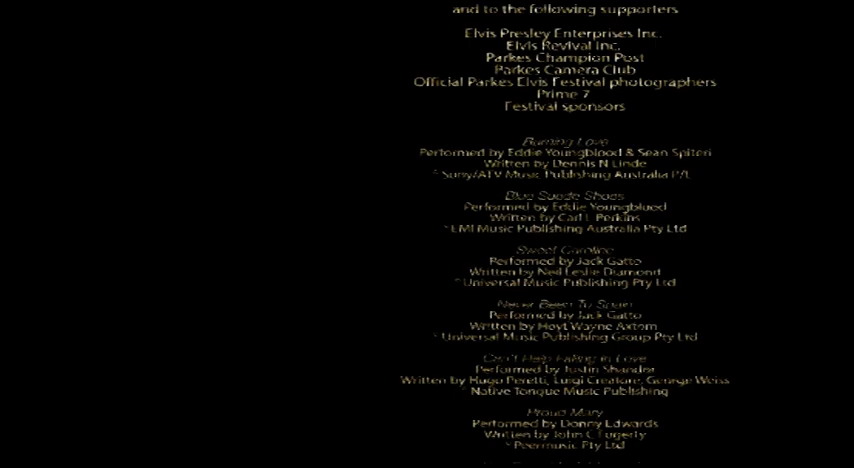 and to the following supporters
Elvis Presley Enterprises Inc.
Elvis Revival Inc.
Parkes Champion Post
Parkes Camera Club
Official Parkes Elvis Festival photographers
Prime 7
Festival sponsors
Burning Love
Performed by Eddie Youngblood & Sean Spiteri
Written by Dennis N Linde
Sony/ATV Music Publishing Australia P/L
Blue Suede Shoes
Performed by Eddie Youngblood
Written by Carl L Perkins
EMI Music Publishing Australia Pty Ltd
Sweet Caroline
Performed by Jack Gatto
Written by Neil Leslie Diamond
Universal Music Publishing Pty Ltd
Never Been To Spain
Performed by Jack Gatto
Written by Hoyt Wayne Axtom
Universal Music Publishing Group Pty Ltd
Can't Help Falling In Love
Performed by Justin Shandor
Written by Hugo Peretti, Luigi Creatore, George Weiss
Native Tongue Music Publishing
Proud Mary
Performed by Donny Edwards
Written by John C Fogerty
Peermusic Pty Ltd